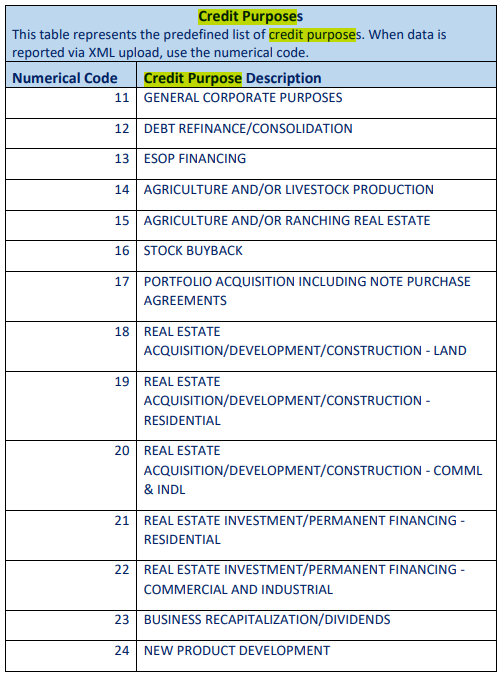 Credit Purposes
This table represents the predefined list of credit purposes. When data is
reported via XML upload, use the numerical code.
Numerical Code Credit Purpose Description
11 GENERAL CORPORATE PURPOSES
12 DEBT REFINANCE/CONSOLIDATION
13 ESOP FINANCING
14 AGRICULTURE AND/OR LIVESTOCK PRODUCTION
15 AGRICULTURE AND/OR RANCHING REAL ESTATE
16 STOCK BUYBACK
17 PORTFOLIO ACQUISITION INCLUDING NOTE PURCHASE
AGREEMENTS
18 REAL ESTATE
ACQUISITION/DEVELOPMENT/CONSTRUCTION - LAND
19 REAL ESTATE
ACQUISITION/DEVELOPMENT/CONSTRUCTION -
RESIDENTIAL
20 REAL ESTATE
ACQUISITION/DEVELOPMENT/CONSTRUCTION - COMML
& INDL
21 REAL ESTATE INVESTMENT/PERMANENT FINANCING -
RESIDENTIAL
22 REAL ESTATE INVESTMENT/PERMANENT FINANCING -
COMMERCIAL AND INDUSTRIAL
23 BUSINESS RECAPITALIZATION/DIVIDENDS
24 NEW PRODUCT DEVELOPMENT